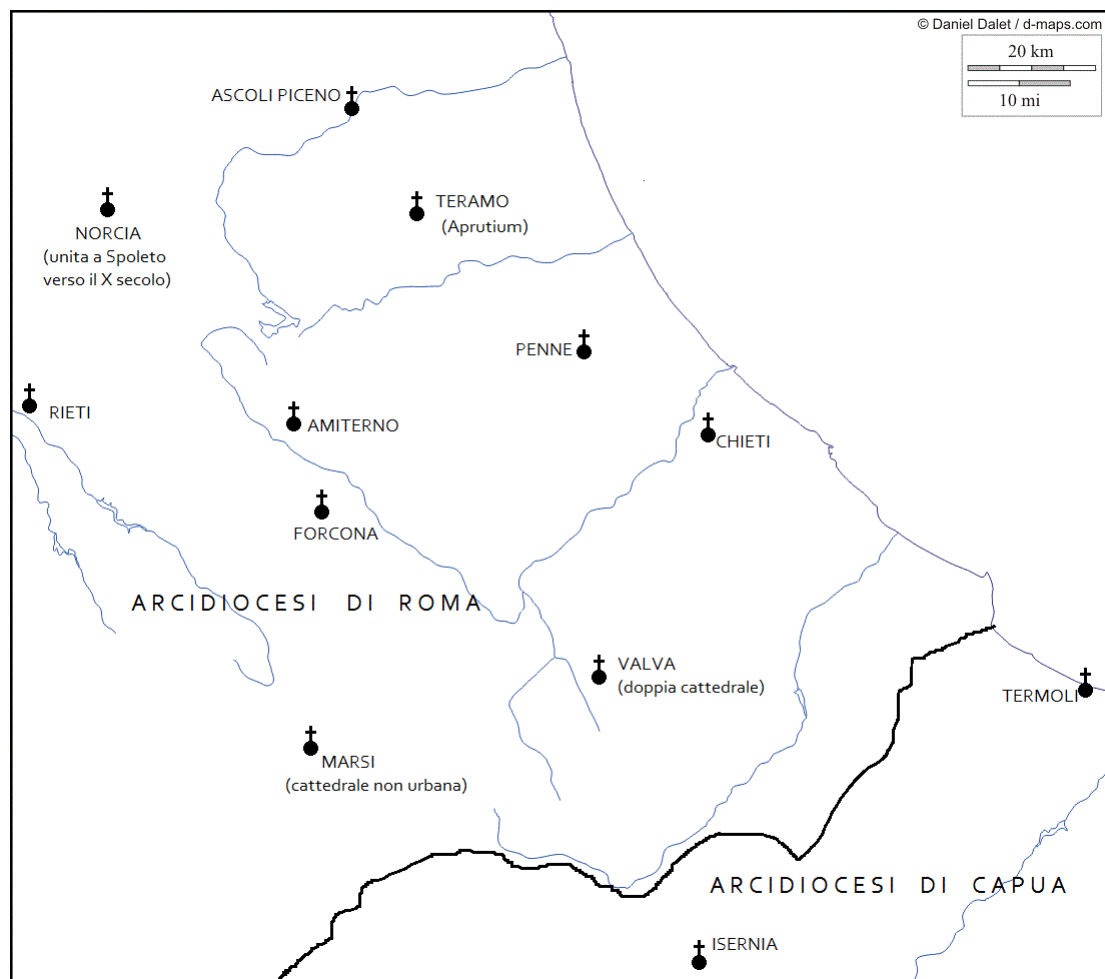 © Daniel Dalet / d-maps.com
20 km
10 mi
ASCOLI PICENO
TERAMO
(Aprutium)
NORCIA
(unita a Spoleto
verso il X secolo)
PENNE
RIETI
AMITERNO
CHIETI
FORCONA
ARCIDIOCESI DI ROMA
VALVA
(doppia cattedrale)
TERMOLI
MARSI
(cattedrale non urbana)
ARCIDIOCESI DI CAPUA
ISERNIA